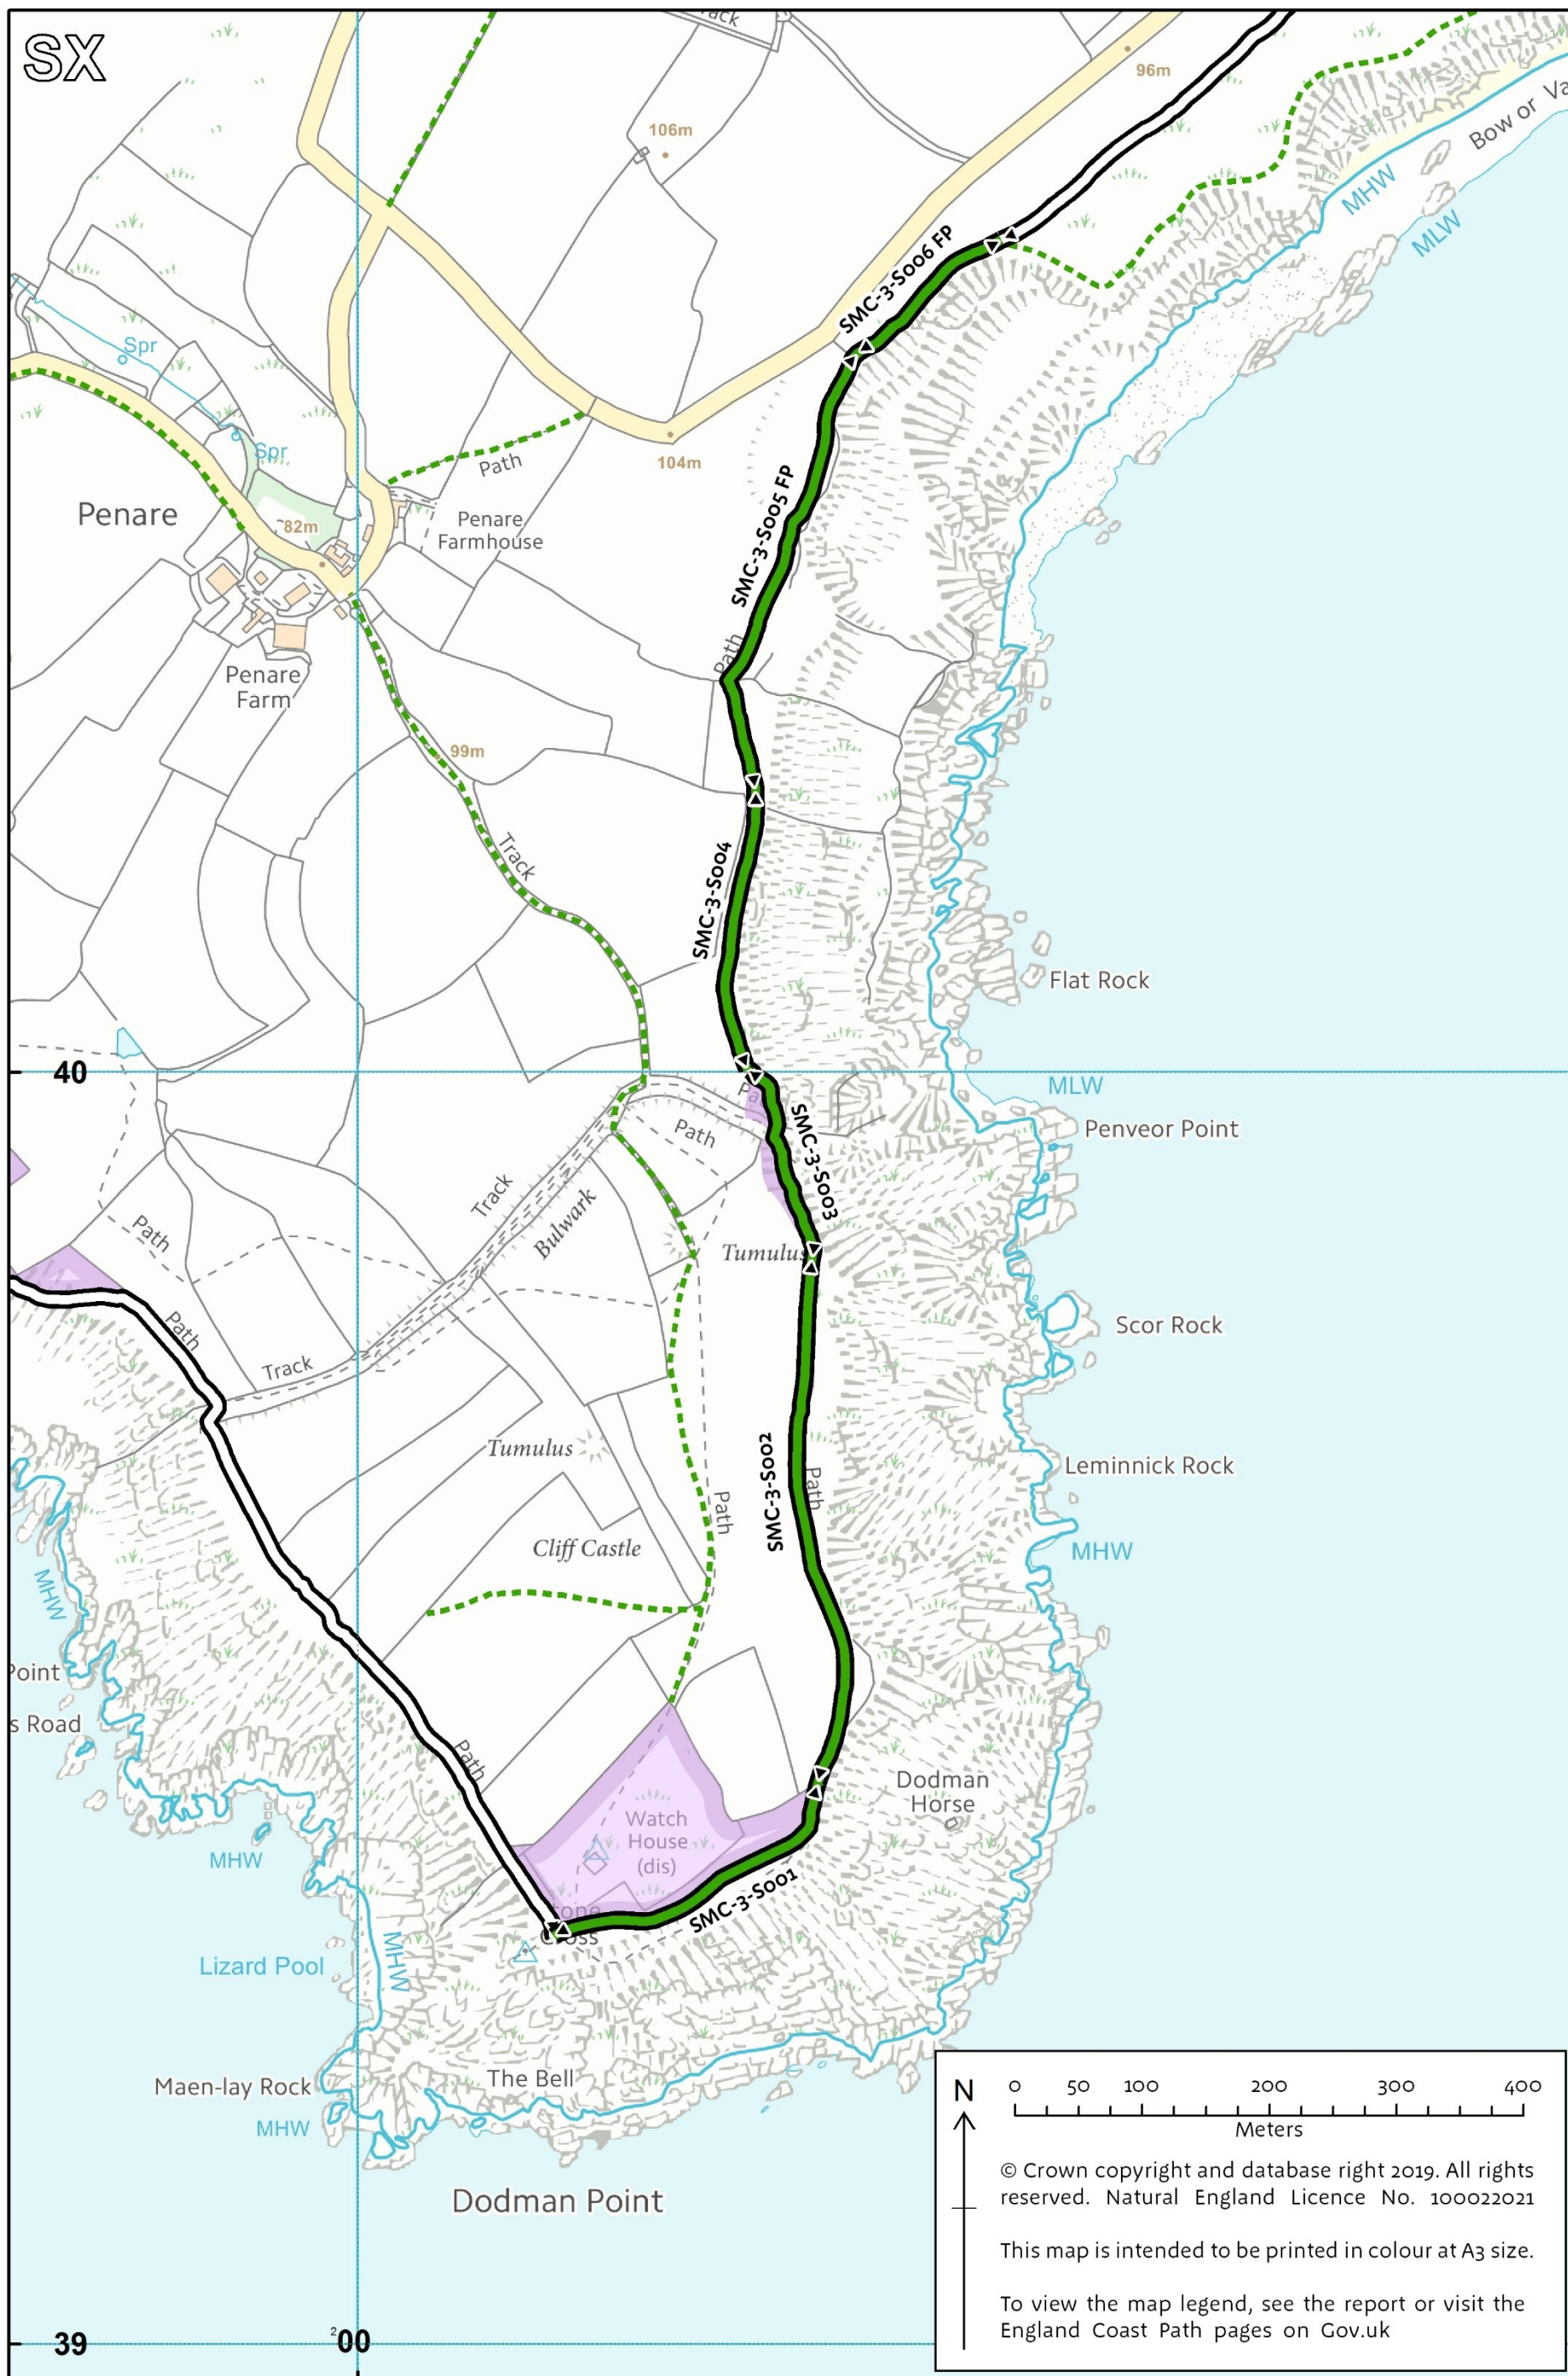 SX
96m
Bow or
106m
MHW
MLW
SMC-3-S006 FP
Spr
Spr
104m
Path
Penare
82m
Penare
Farmhouse
SMC-3-S005 FP
Path
Penare
Farm
99m
Track
SMC-3-S004
Flat Rock
40
MLW
Penveor Point
Path
SMC-3-S003
Track
Bulwark
Path
Tumulus
Scor Rock
Path
Track
Tumulus
Leminnick Rock
SMC-3-S002
Path
Path
Cliff Castle
MHW
MHW
Point
s Road
Path
Dodman
Horse
Watch
House
(dis)
MHW
SMC-3-S001
Lizard Pool
MHW
Maen-lay Rock
The Bell
MHW
Dodman Point
39
200
N
0 50 100 200 300 400
Meters
© Crown copyright and database right 2019. All rights
reserved. Natural England Licence No. 100022021
This map is intended to be printed in colour at A3 size.
To view the map legend, see the report or visit the
England Coast Path pages on Gov.uk